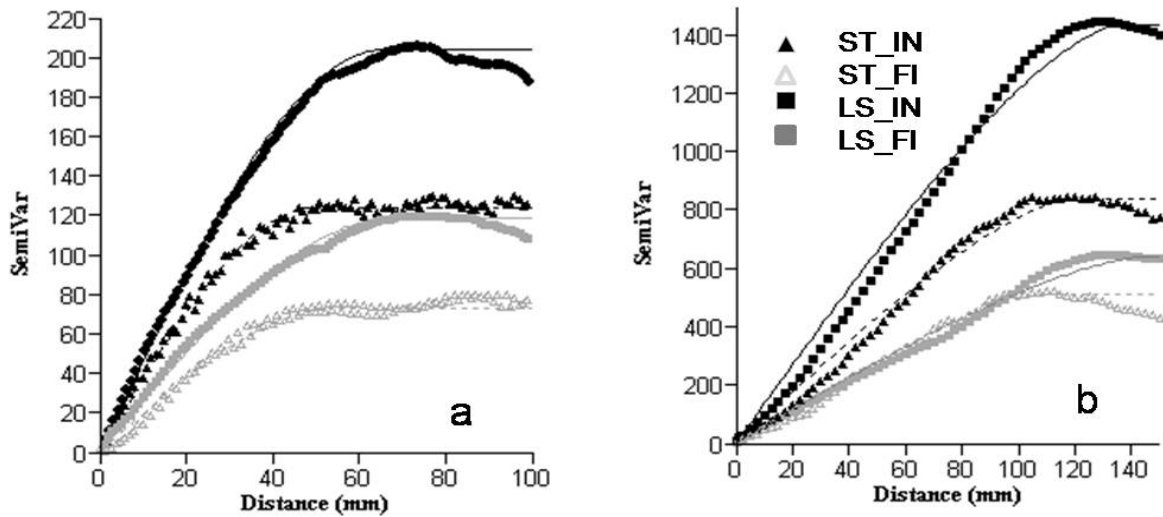 220
200
180
160
140
120
100
80
60
40
20
0
SemiVar
0 20 40 60 80 100
Distance (mm)
a
b
1400
1200
1000
800
600
400
200
0
SemiVar
0 20 40 60 80 100 120 140
Distance (mm)
ST_IN
ST_FI
LS_IN
LS_FI
b